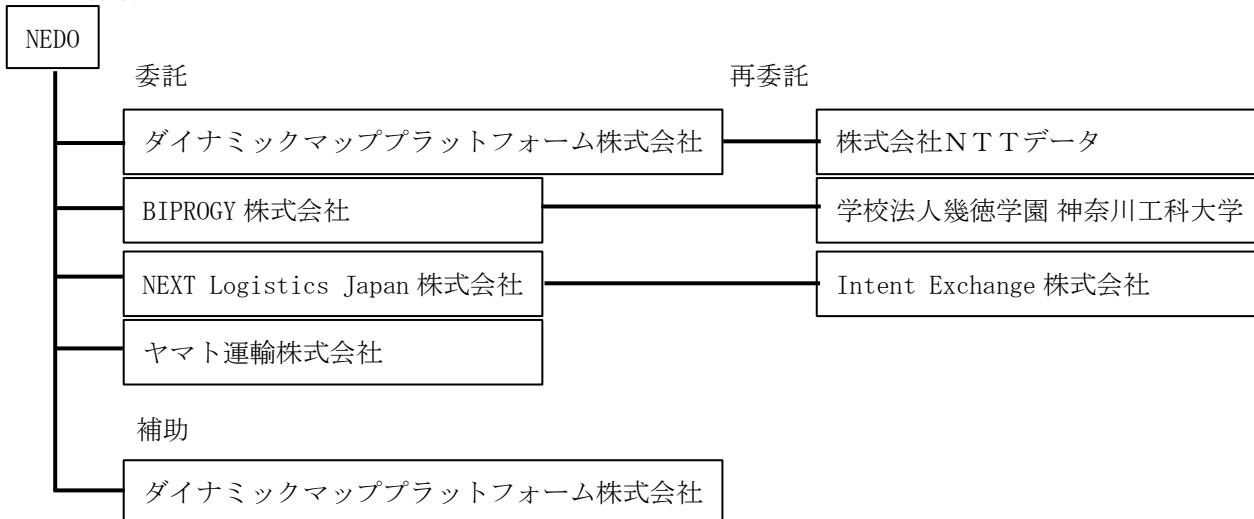 NEDO
委託 再委託
ダイナミックマッププラットフォーム株式会社 株式会社NTTデータ
BIPROGY 株式会社 学校法人幾徳学園 神奈川工科大学
NEXT Logistics Japan 株式会社 Intent Exchange 株式会社
ヤマト運輸株式会社
補助
ダイナミックマッププラットフォーム株式会社